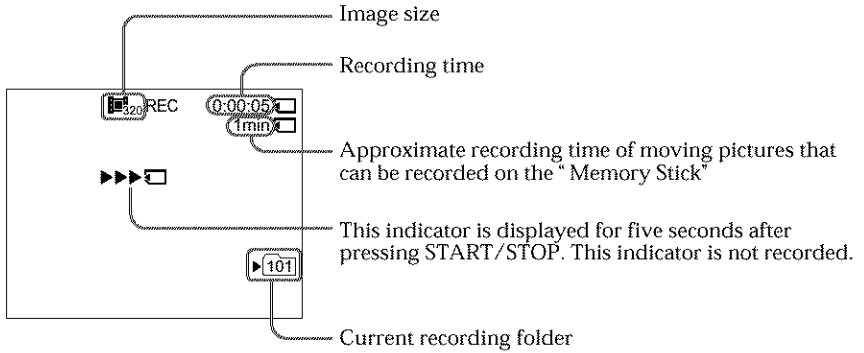 Image size
Recording time
320 REC 0:00:05
1min
Approximate recording time of moving pictures that
can be recorded on the “ Memory Stick”
This indicator is displayed for five seconds after
pressing START/STOP. This indicator is not recorded.
101
Current recording folder